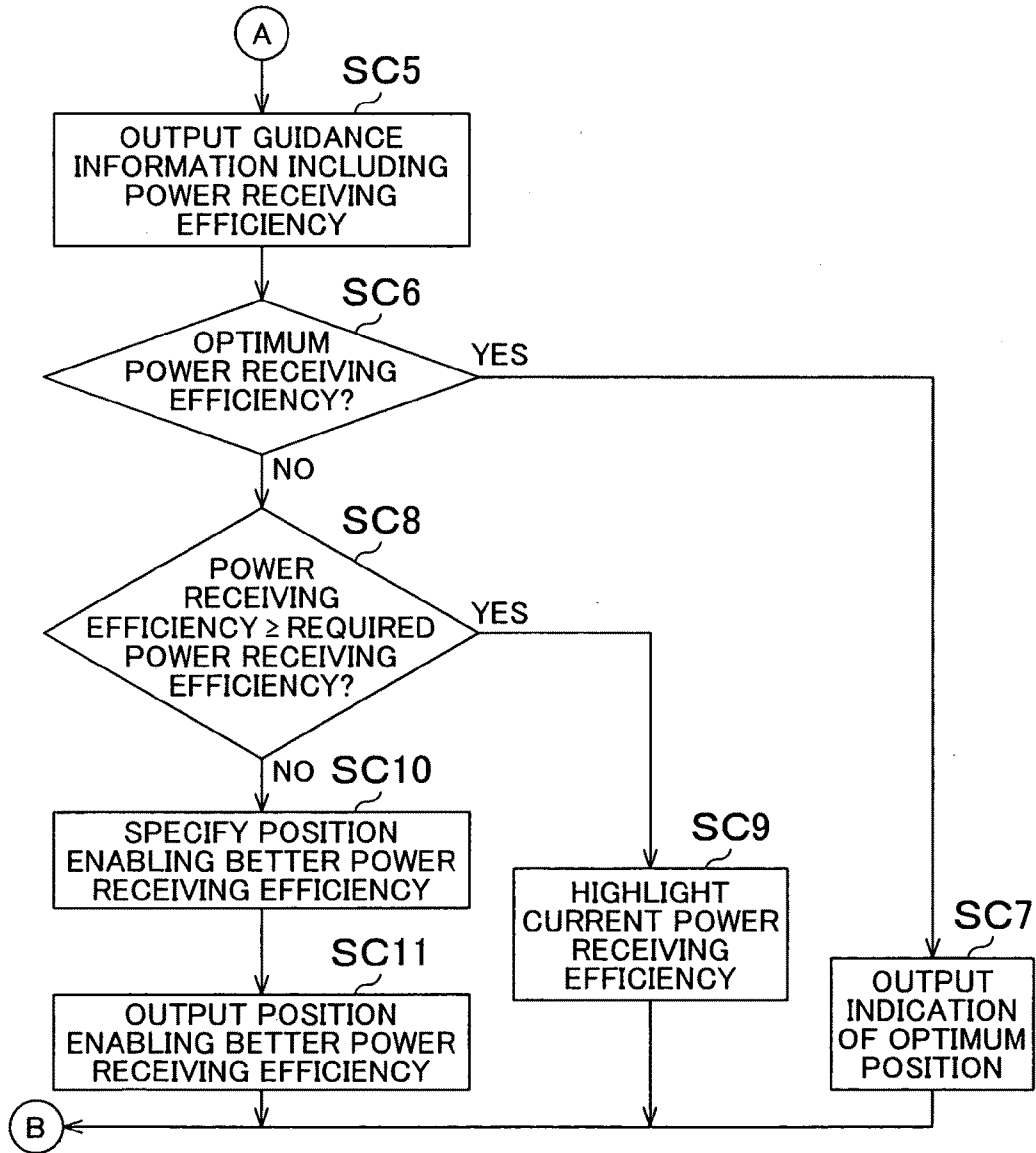 A
SC5
OUTPUT GUIDANCE
INFORMATION INCLUDING
POWER RECEIVING
EFFICIENCY
SC6
OPTIMUM
POWER RECEIVING
EFFICIENCY?
YES
NO
SC8
POWER
RECEIVING
EFFICIENCY ≥ REQUIRED
POWER RECEIVING
EFFICIENCY?
YES
NO
SC10
SPECIFY POSITION
ENABLING BETTER POWER
RECEIVING EFFICIENCY
SC9
HIGHLIGHT
CURRENT POWER
RECEIVING
EFFICIENCY
SC7
OUTPUT
INDICATION
OF OPTIMUM
POSITION
SC11
OUTPUT POSITION
ENABLING BETTER POWER
RECEIVING EFFICIENCY
B